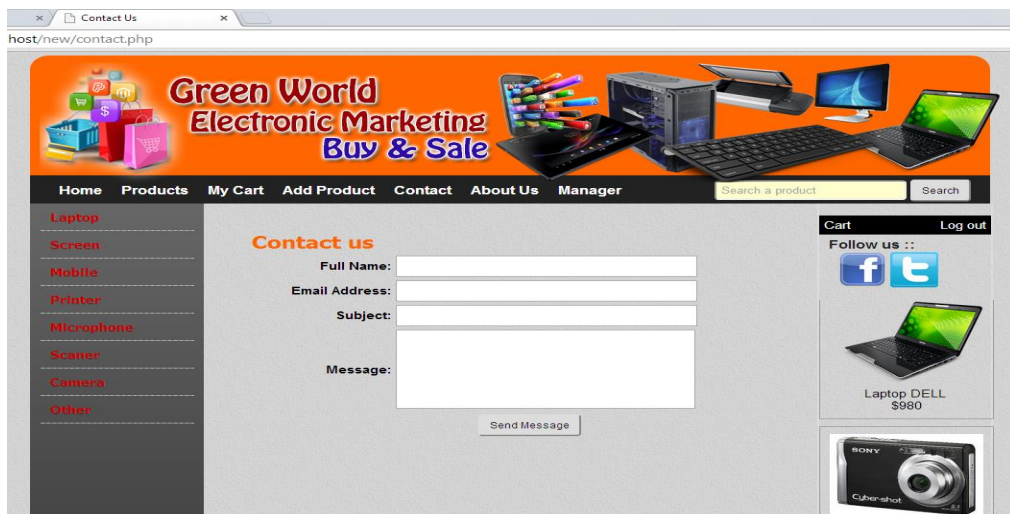 Contact Us
host/new/contact.php
Green World
Electronic Marketing
Buy & Sale
Home Products My Cart Add Product Contact About Us Manager
Search a product Search
Laptop
Screen
Mobile
Printer
Microphone
Scaner
Camera
Other
Contact us
Full Name:
Email Address:
Subject:
Message:
Send Message
Cart Log out
Follow us ::
Laptop DELL
$980
SONY
Cyber-shot